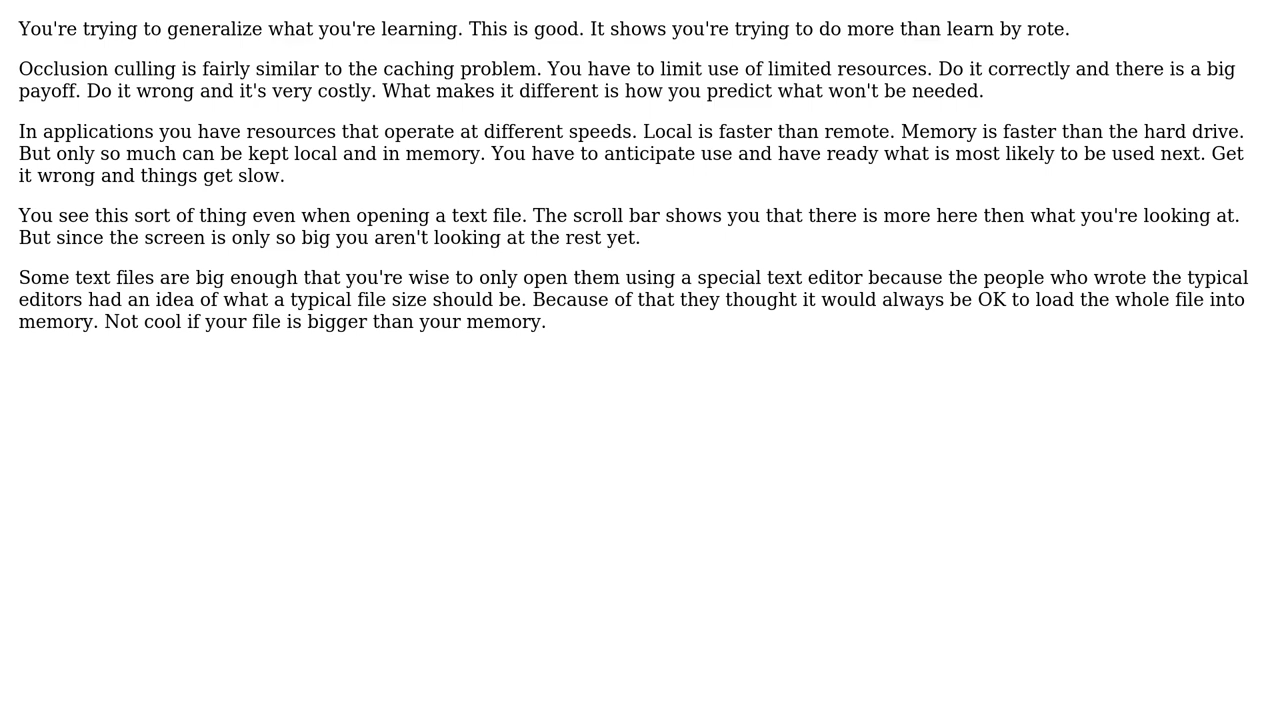 You're trying to generalize what you're learning. This is good. It shows you're trying to do more than learn by rote.
Occlusion culling is fairly similar to the caching problem. You have to limit use of limited resources. Do it correctly and there is a big
payoff. Do it wrong and it's very costly. What makes it different is how you predict what won't be needed.
In applications you have resources that operate at different speeds. Local is faster than remote. Memory is faster than the hard drive.
But only so much can be kept local and in memory. You have to anticipate use and have ready what is most likely to be used next. Get
it wrong and things get slow.
You see this sort of thing even when opening a text file. The scroll bar shows you that there is more here then what you're looking at.
But since the screen is only so big you aren't looking at the rest yet.
Some text files are big enough that you're wise to only open them using a special text editor because the people who wrote the typical
editors had an idea of what a typical file size should be. Because of that they thought it would always be OK to load the whole file into
memory. Not cool if your file is bigger than your memory.